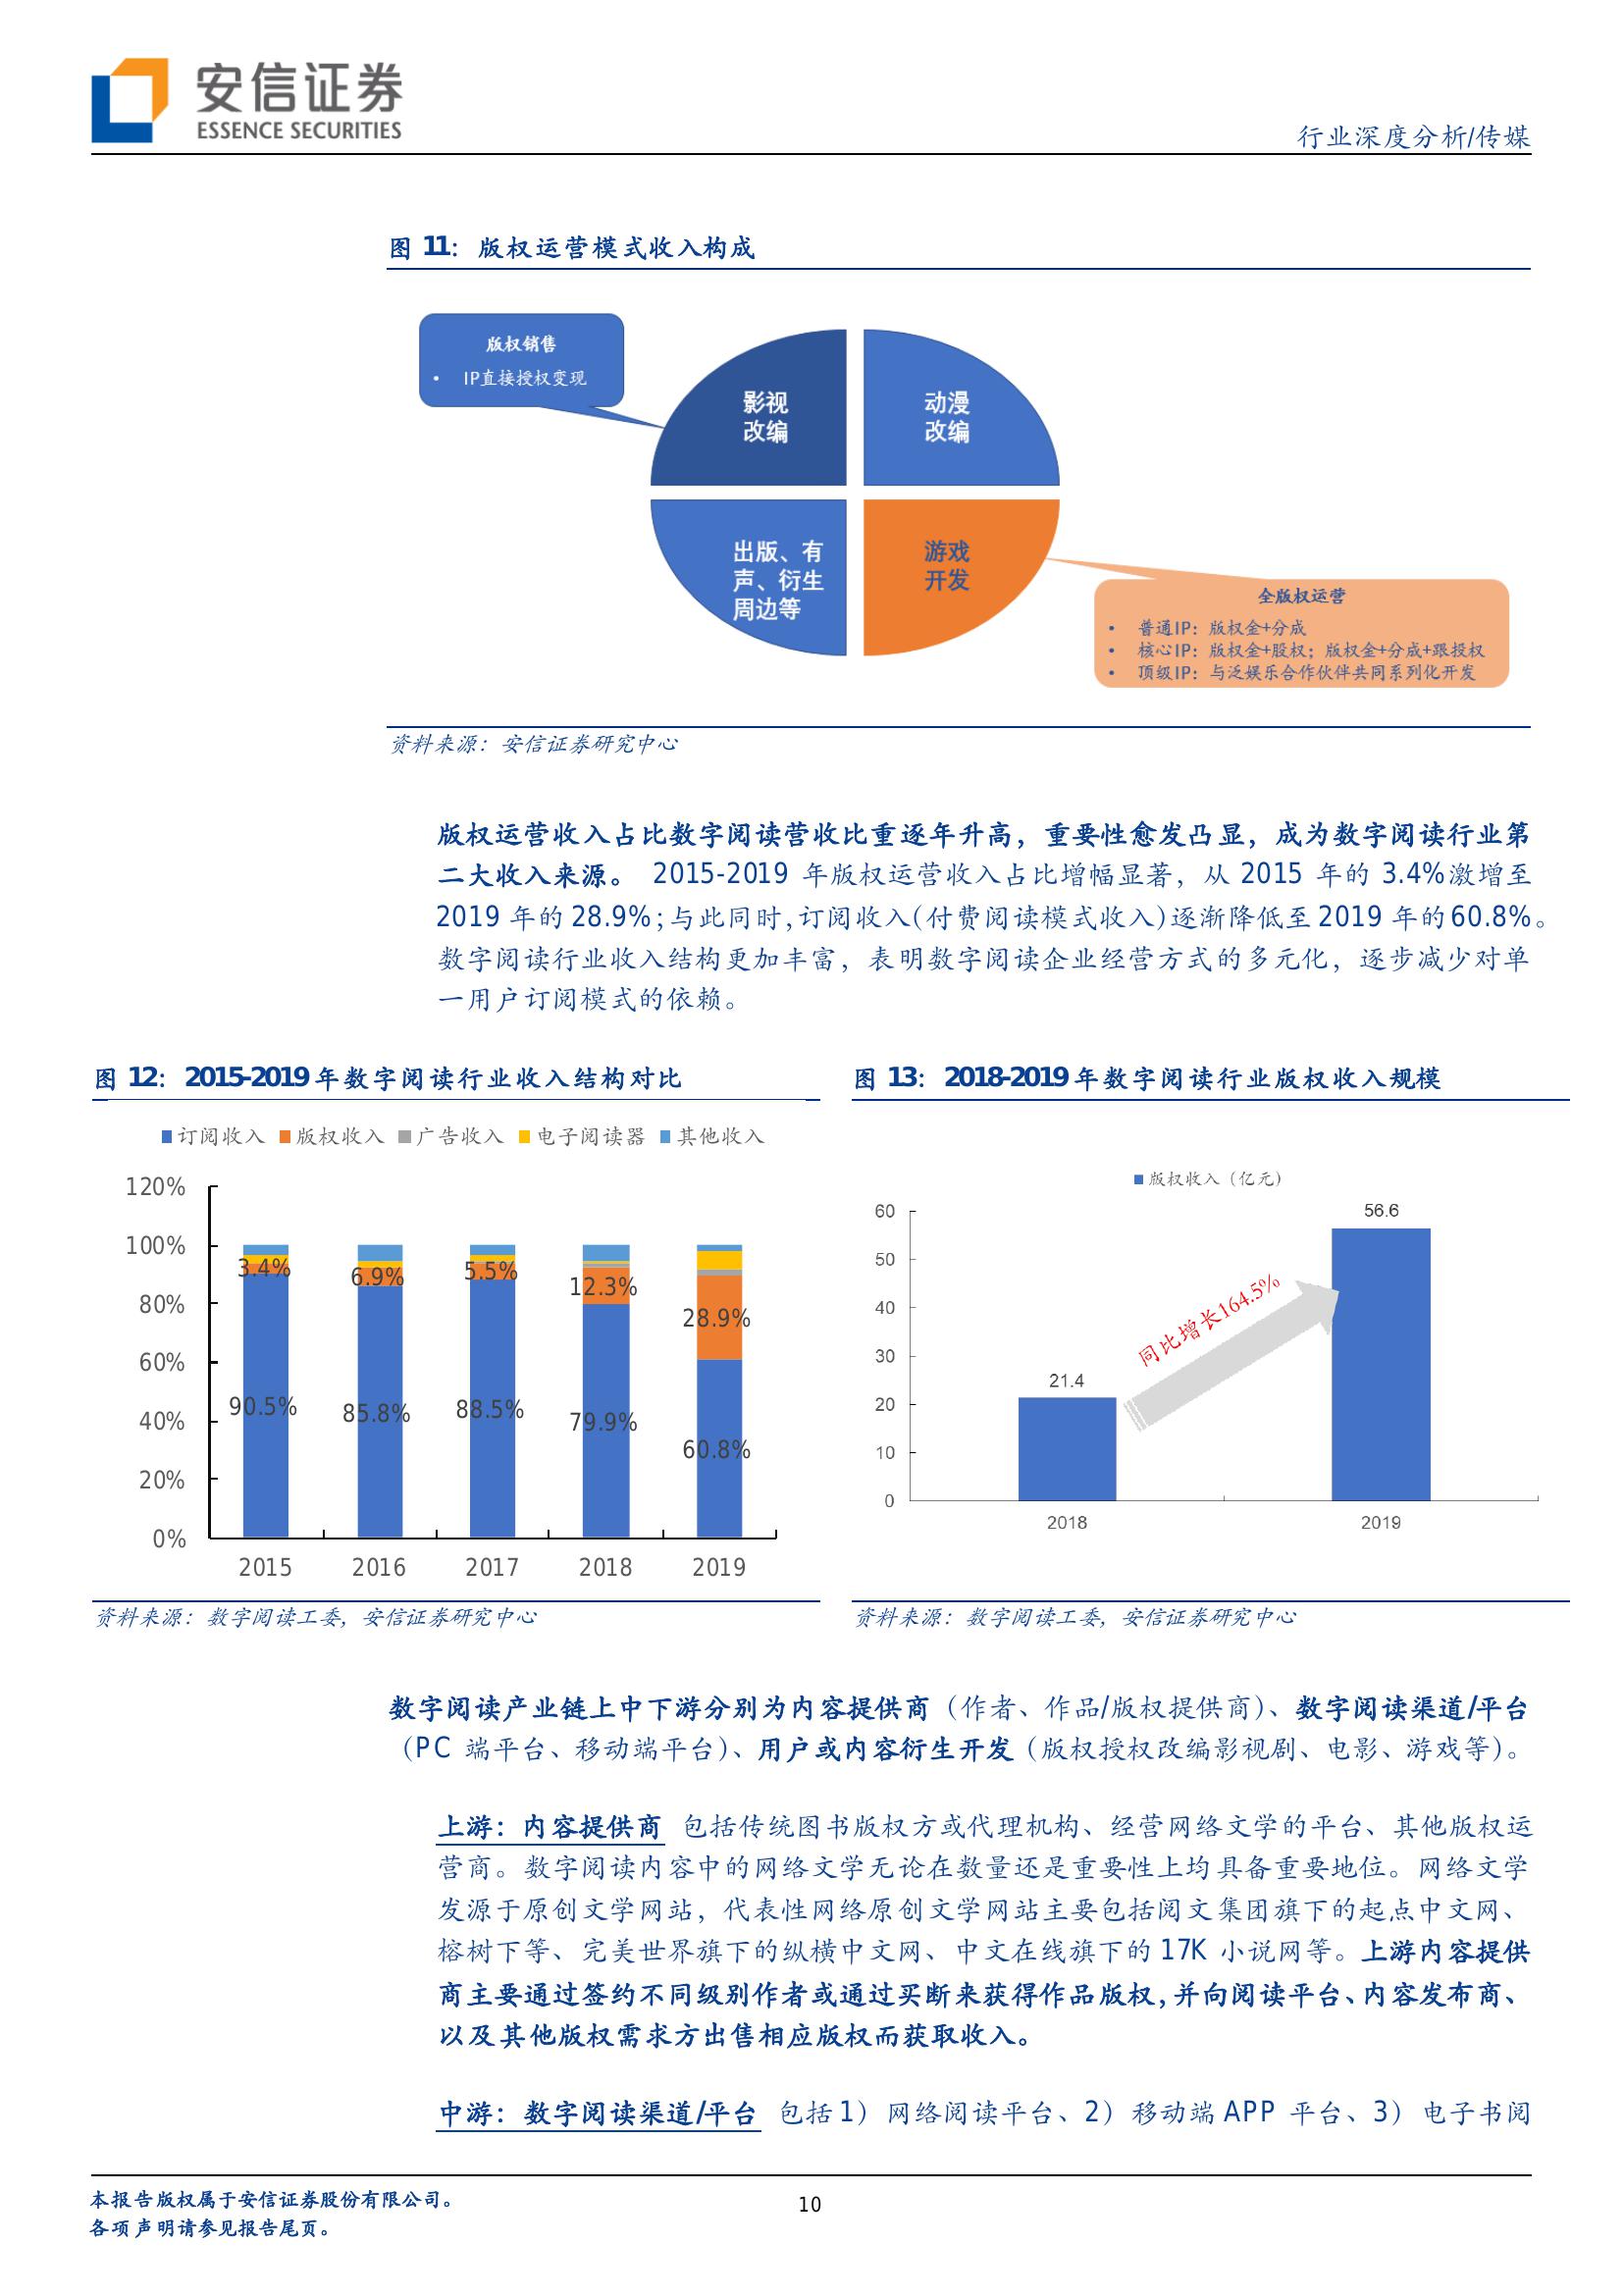 安信证券
ESSENCE SECURITIES
行业深度分析/传媒
图 11：版权运营模式收入构成
版权销售
• IP直接授权变现
影视
改编
动漫
改编
出版、有
声、衍生
周边等
游戏
开发
全版权运营
• 普通IP：版权金+分成
• 核心IP：版权金+股权；版权金+分成+跟投权
• 顶级IP：与泛娱乐合作伙伴共同系列化开发
资料来源：安信证券研究中心
版权运营收入占比数字阅读营收比重逐年升高，重要性愈发凸显，成为数字阅读行业第
二大收入来源。 2015-2019 年版权运营收入占比增幅显著，从 2015 年的 3.4%激增至
2019 年的 28.9%；与此同时，订阅收入（付费阅读模式收入）逐渐降低至 2019 年的 60.8%。
数字阅读行业收入结构更加丰富，表明数字阅读企业经营方式的多元化，逐步减少对单
一用户订阅模式的依赖。
图 12：2015-2019 年数字阅读行业收入结构对比
订阅收入 版权收入 广告收入 电子阅读器 其他收入
120%
100%
80%
60%
40%
20%
0%
3.4% 6.9% 5.5% 12.3% 28.9%
90.5% 85.8% 88.5% 79.9% 60.8%
2015 2016 2017 2018 2019
资料来源：数字阅读工委，安信证券研究中心
图 13：2018-2019 年数字阅读行业版权收入规模
版权收入（亿元）
60
50
40
30
20
10
0
21.4
56.6
同比增长164.5%
2018 2019
资料来源：数字阅读工委，安信证券研究中心
数字阅读产业链上中下游分别为内容提供商（作者、作品/版权提供商）、数字阅读渠道/平台
（PC 端平台、移动端平台）、用户或内容衍生开发（版权授权改编影视剧、电影、游戏等）。
上游：内容提供商 包括传统图书版权方或代理机构、经营网络文学的平台、其他版权运
营商。数字阅读内容中的网络文学无论在数量还是重要性上均具备重要地位。网络文学
发源于原创文学网站，代表性网络原创文学网站主要包括阅文集团旗下的起点中文网、
榕树下等、完美世界旗下的纵横中文网、中文在线旗下的 17K 小说网等。上游内容提供
商主要通过签约不同级别作者或通过买断来获得作品版权，并向阅读平台、内容发布商、
以及其他版权需求方出售相应版权而获取收入。
中游：数字阅读渠道/平台 包括 1）网络阅读平台、2）移动端 APP 平台、3）电子书阅
本报告版权属于安信证券股份有限公司。
各项声明请参见报告尾页。
10